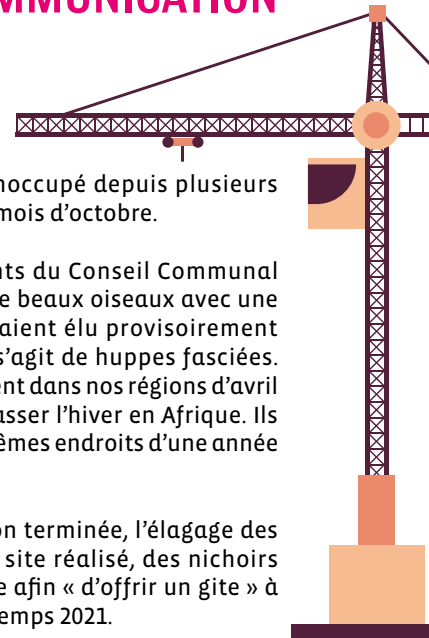 MMUNICATION
noccupé depuis plusieurs
mois d’octobre.
nts du Conseil Communal
e beaux oiseaux avec une
aient élu provisoirement
s’agit de huppes fasciées.
ent dans nos régions d’avril
asser l’hiver en Afrique. Ils
êmes endroits d’une année
on terminée, l’élagage des
site réalisé, des nichoirs
e afin « d’offrir un gite » à
emps 2021.